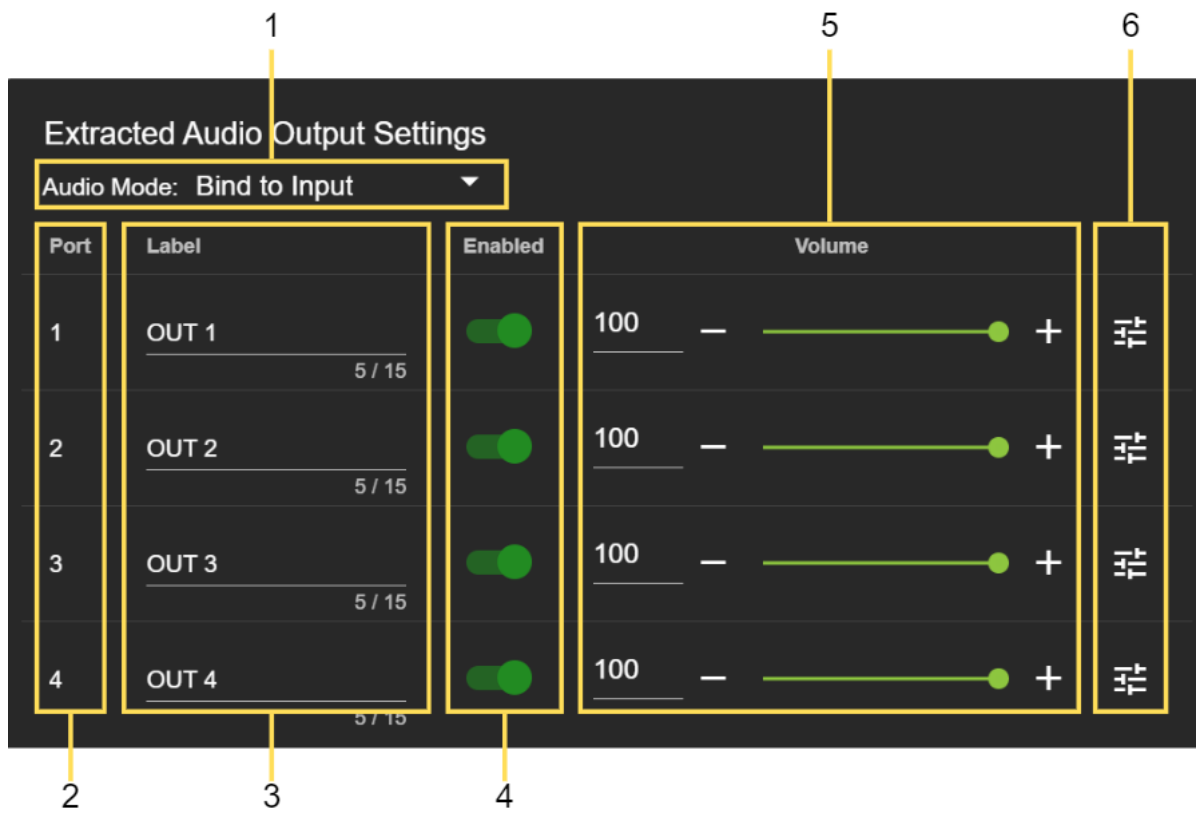 1 5 6
Extracted Audio Output Settings
Audio Mode: Bind to Input
Port Label Enabled Volume
1 OUT 1 100
5 / 15
2 OUT 2 100
5 / 15
3 OUT 3 100
5 / 15
4 OUT 4 100
5 / 15
2 3 4